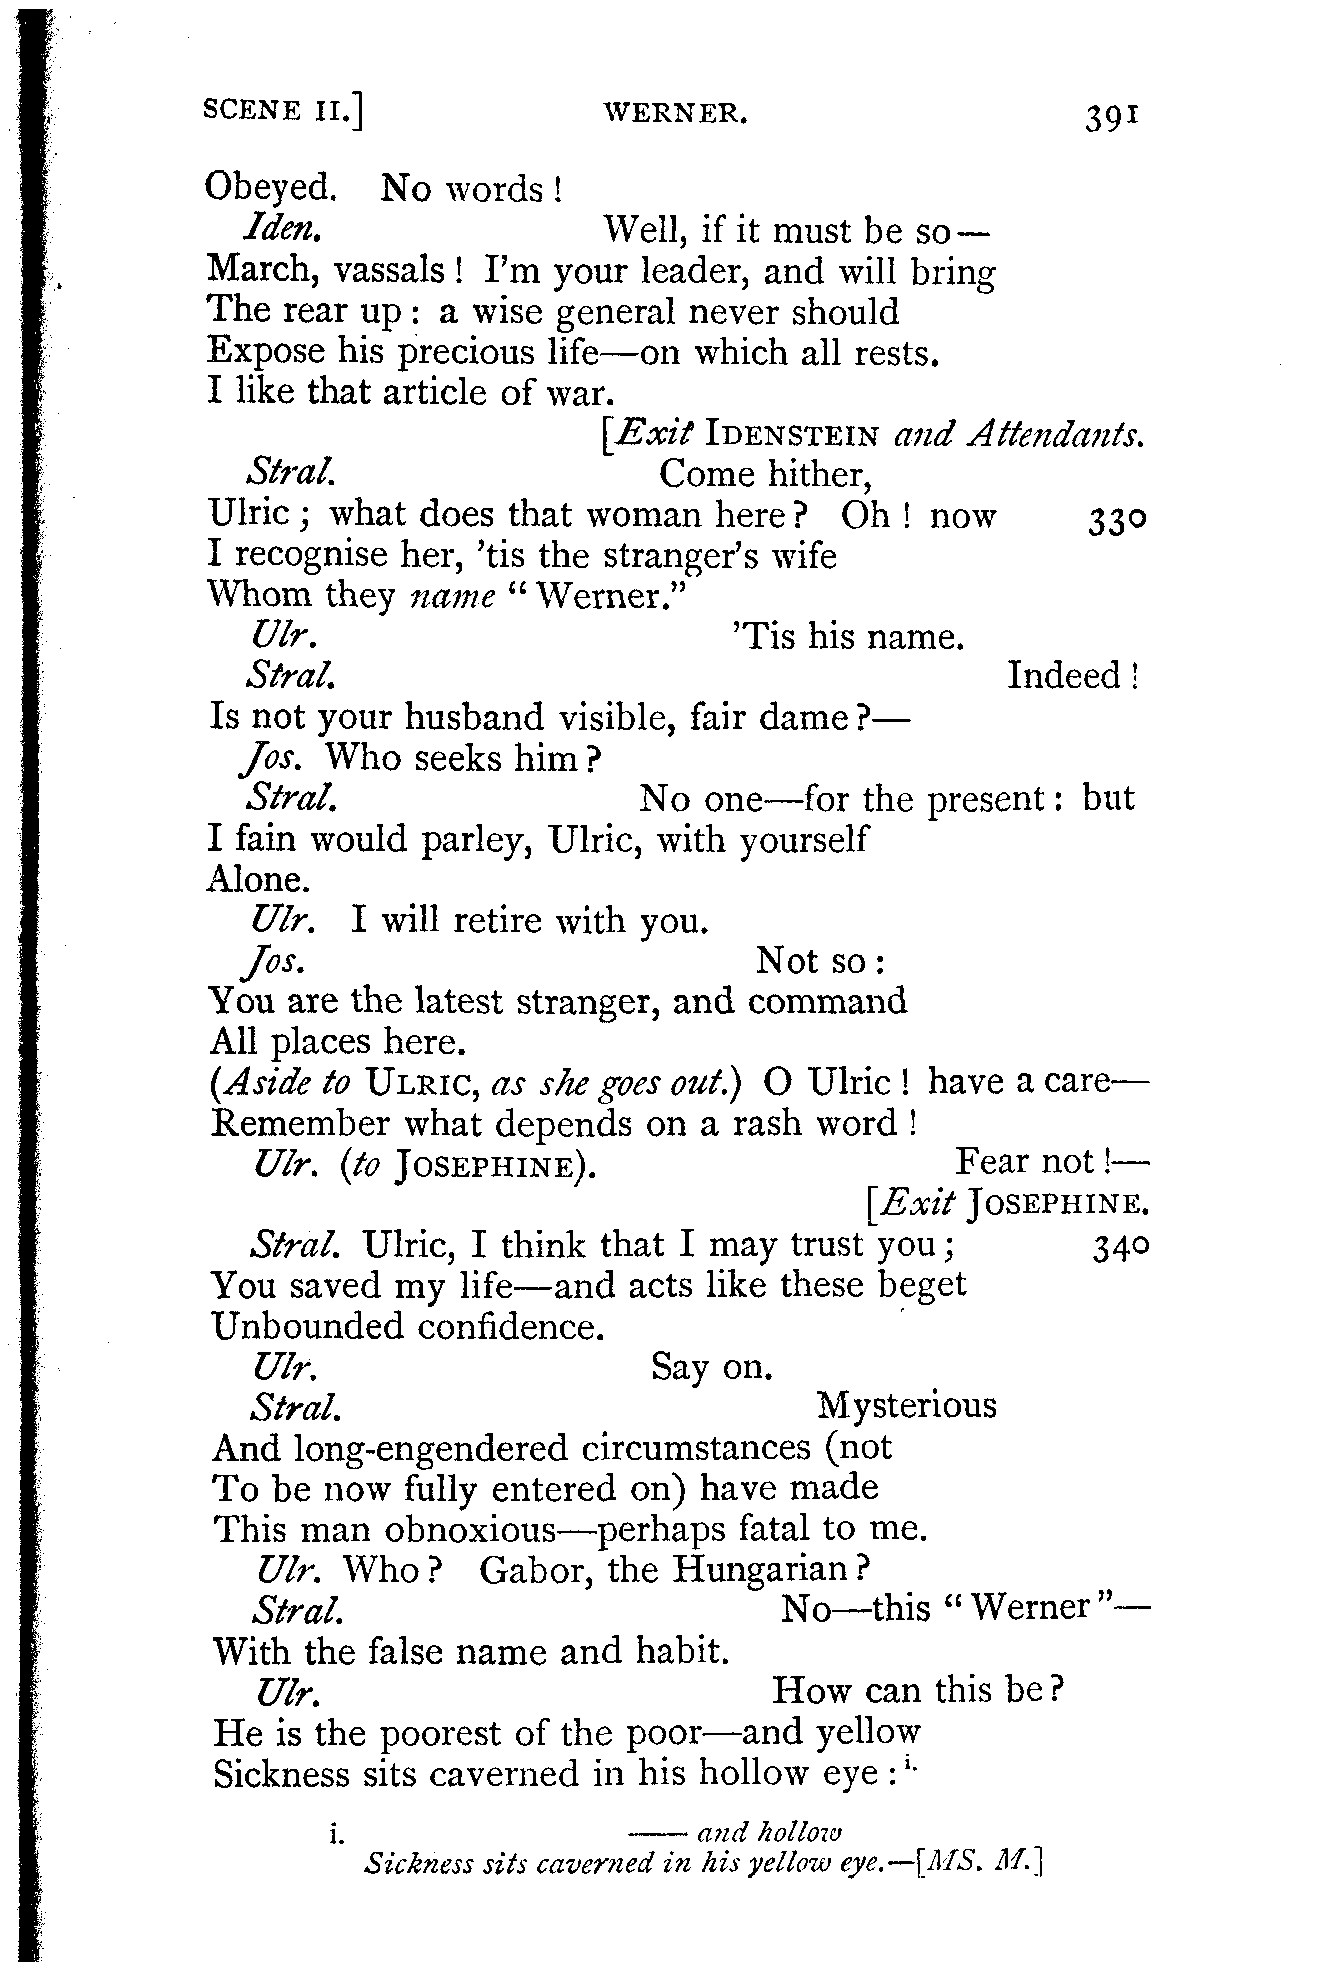 SCENE II.] WERNER. 391
Obeyed. No words!
Iden. Well, if it must be so—
March, vassals! I'm your leader, and will bring
The rear up: a wise general never should
Expose his precious life—on which all rests.
I like that article of war.
[Exit IDENSTEIN and Attendants.
Stral. Come hither,
Ulric; what does that woman here? Oh! now 330
I recognise her, 'tis the stranger's wife
Whom they name "Werner."
Ulr. 'Tis his name.
Stral. Indeed!
Is not your husband visible, fair dame?—
Jos. Who seeks him?
Stral. No one—for the present: but
I fain would parley, Ulric, with yourself
Alone.
Ulr. I will retire with you.
Jos. Not so:
You are the latest stranger, and command
All places here.
(Aside to ULRIC, as she goes out.) O Ulric! have a care—
Remember what depends on a rash word!
Ulr. (to JOSEPHINE). Fear not!—
[Exit JOSEPHINE.
Stral. Ulric, I think that I may trust you; 340
You saved my life—and acts like these beget
Unbounded confidence.
Ulr. Say on.
Stral. Mysterious
And long-engendered circumstances (not
To be now fully entered on) have made
This man obnoxious—perhaps fatal to me.
Ulr. Who? Gabor, the Hungarian?
Stral. No—this "Werner"—
With the false name and habit.
Ulr. How can this be?
He is the poorest of the poor—and yellow
Sickness sits caverned in his hollow eye: i.
i. —— and hollow
Sickness sits caverned in his yellow eye.—[MS. M.]